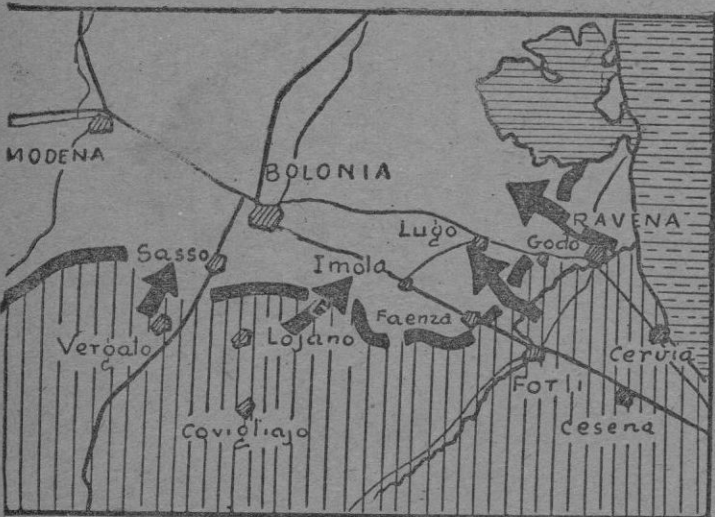 MODENA
BOLONIA
RAVENA
Lugo
Godo
Sasso
Imola
Faenza
Vergato
Lojano
Cervia
Forli
Covigliajo
Cesena